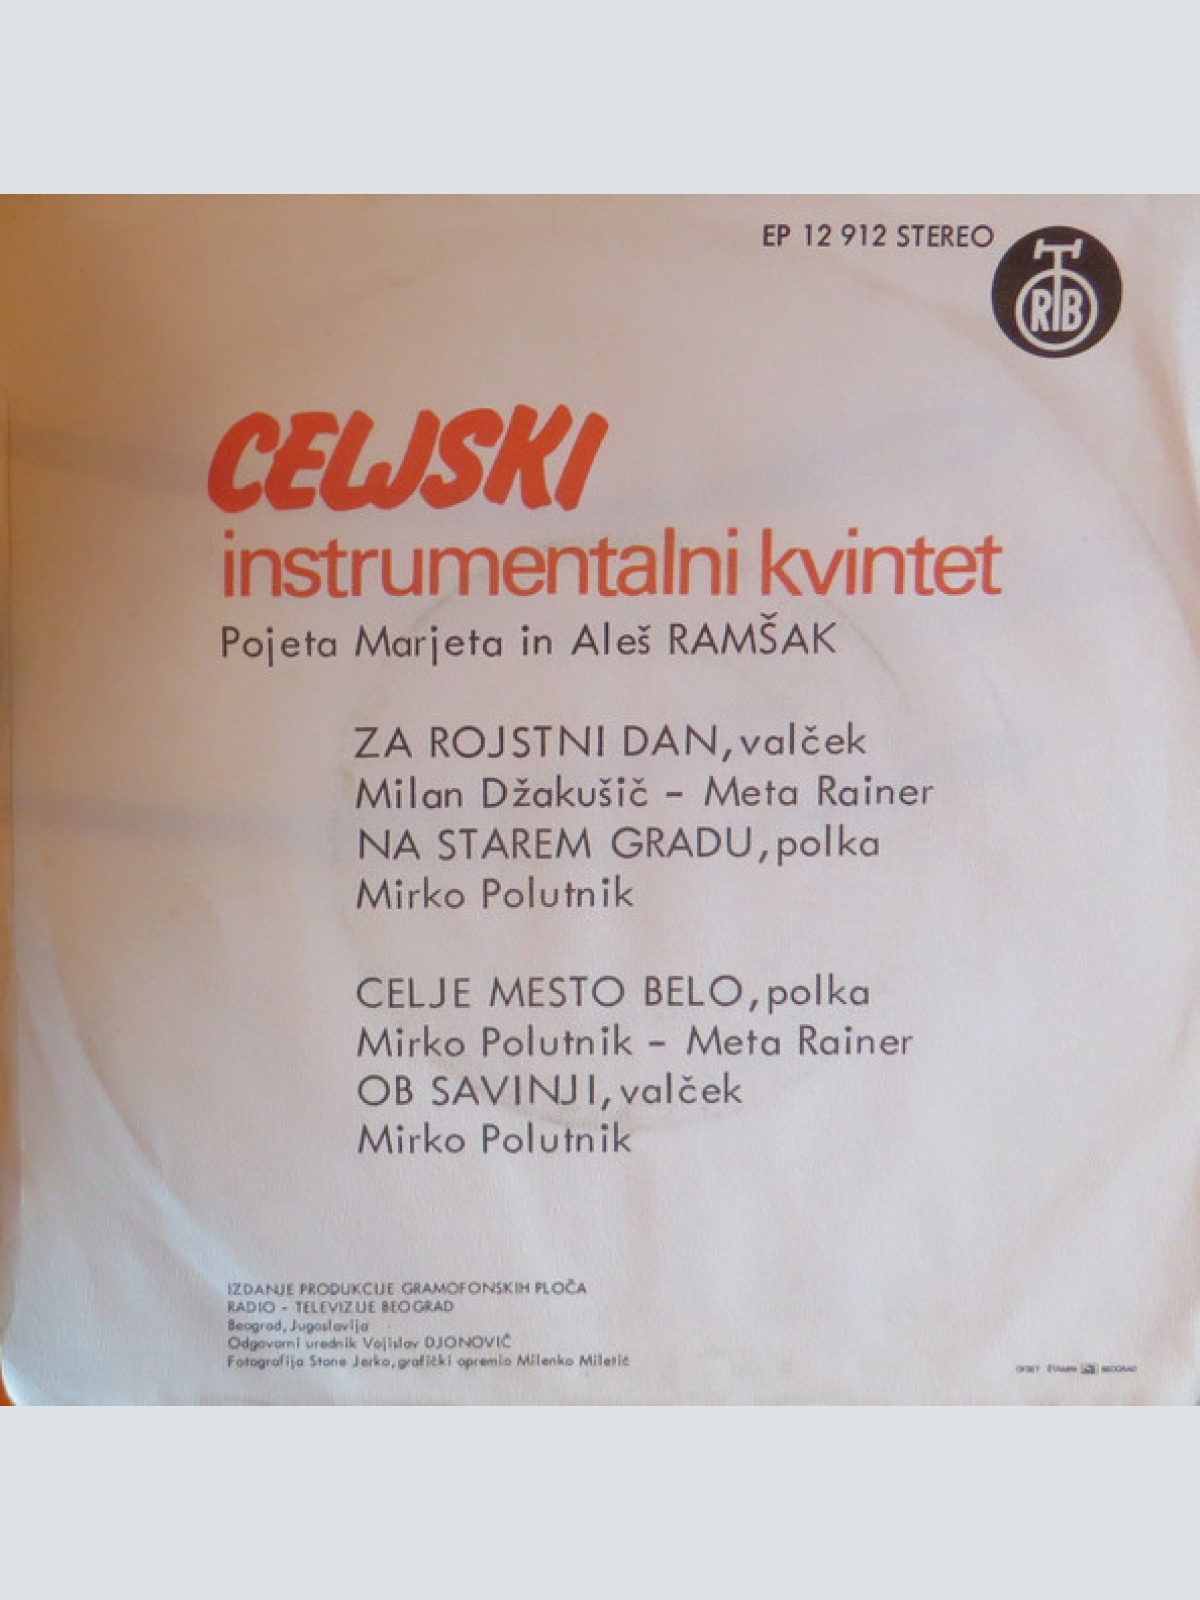 EP 12 912 STEREO
RTB
CELJSKI
instrumentalni kvintet
Pojeta Marjeta in Aleš RAMŠAK
ZA ROJSTNI DAN, valček
Milan Džakušič – Meta Rainer
NA STAREM GRADU, polka
Mirko Polutnik
CELJE MESTO BELO, polka
Mirko Polutnik – Meta Rainer
OB SAVINJI, valček
Mirko Polutnik
IZDANJE PRODUKCIJE GRAMOFONSKIH PLOČA
RADIO – TELEVIZIJE BEOGRAD
Beograd, Jugoslavija
Odgovorni urednik Vojislav DJONOVIĆ
Fotografija Stane Jerko, grafički opremio Milenko Miletić
OFSET ŠTAMPA BEOGRAD